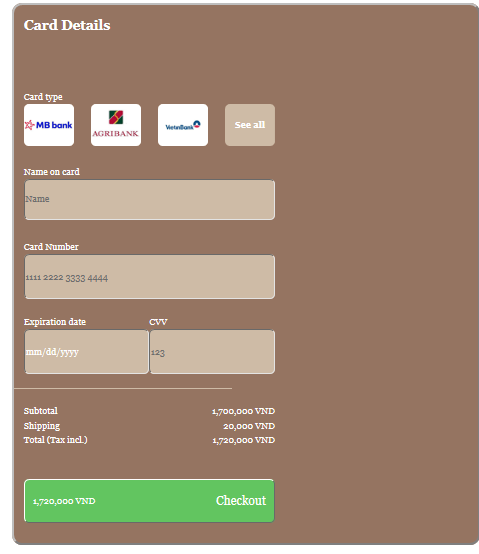 Card Details
Card type
MB bank
AGRIBANK
VietinBank
See all
Name on card
Name
Card Number
1111 2222 3333 4444
Expiration date CVV
mm/dd/yyyy 123
Subtotal 1,700,000 VND
Shipping 20,000 VND
Total (Tax incl.) 1,720,000 VND
1,720,000 VND Checkout